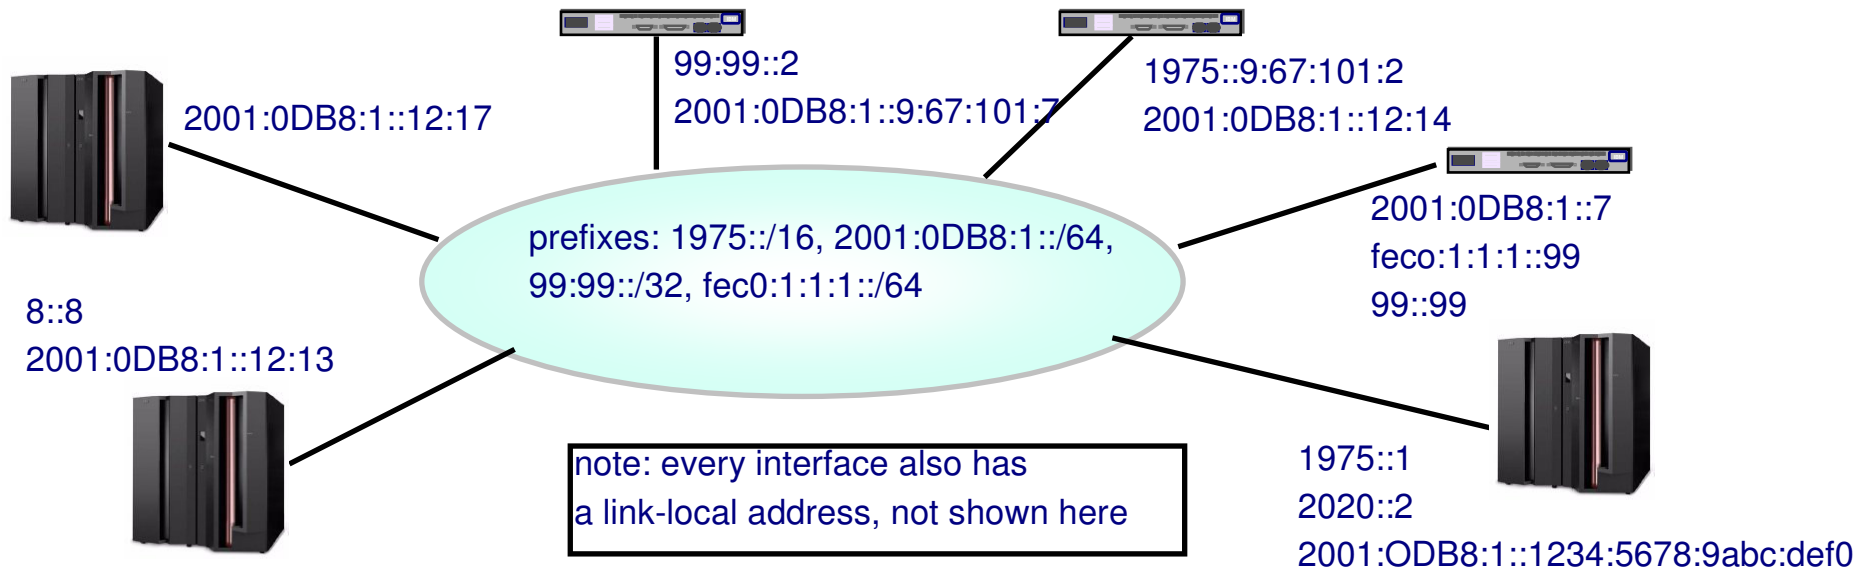 99:99::2
2001:0DB8:1::9:67:101:7
1975::9:67:101:2
2001:0DB8:1::12:14
2001:0DB8:1::12:17
2001:0DB8:1::7
feco:1:1:1::99
99::99
prefixes: 1975::/16, 2001:0DB8:1::/64,
99:99::/32, fec0:1:1:1::/64
8::8
2001:0DB8:1::12:13
note: every interface also has
a link-local address, not shown here
1975::1
2020::2
2001:ODB8:1::1234:5678:9abc:def0